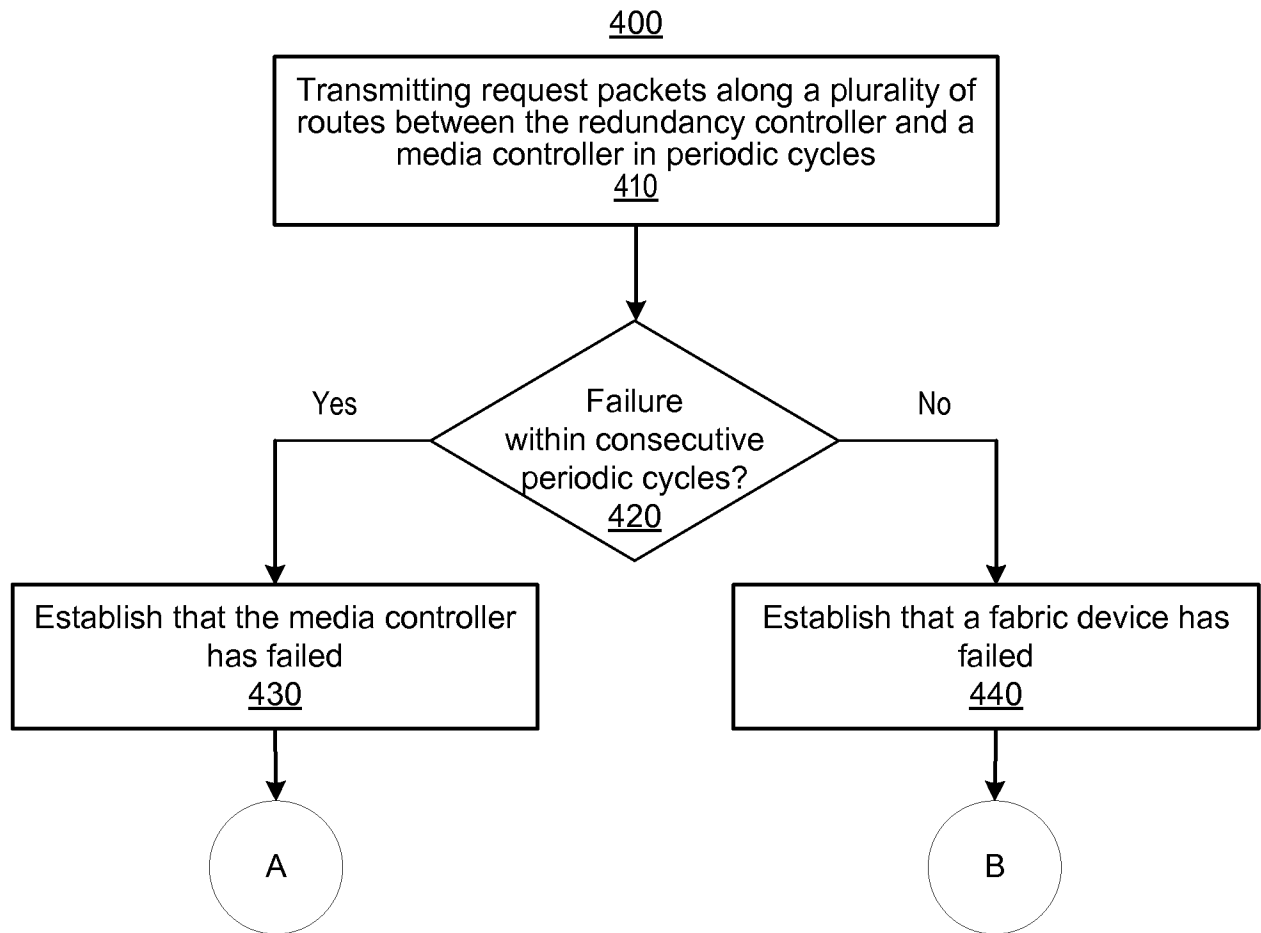 400
Transmitting request packets along a plurality of
routes between the redundancy controller and a
media controller in periodic cycles
410
Yes
No
Failure
within consecutive
periodic cycles?
420
Establish that the media controller
has failed
430
Establish that a fabric device has
failed
440
A
B